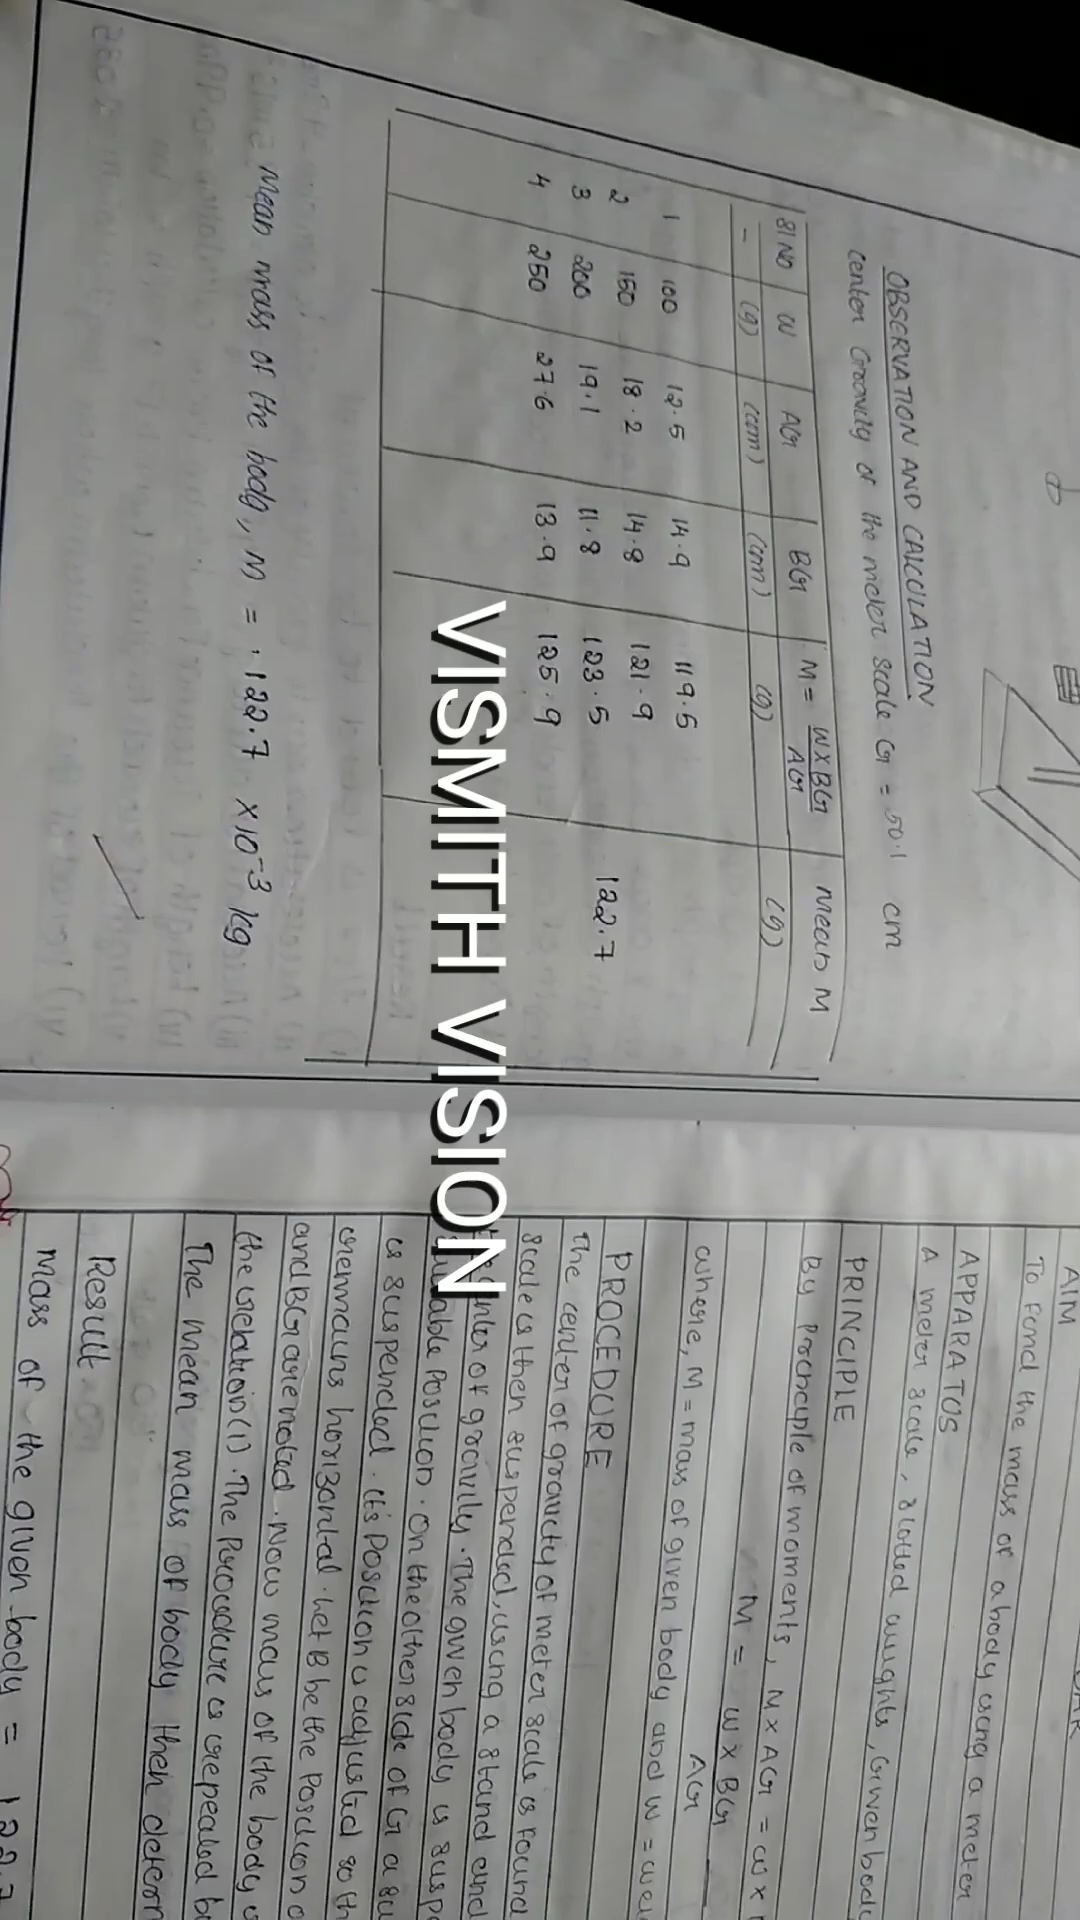 OBSERVATION AND CALCULATION
center Gravity of the meter scale G = 50.1 cm
Sl No W AG BG M = W X BG / AG Mean M
- (g) (cm) (cm) (g) (g)
1 100 12.5 14.9 119.5
2 150 18.2 14.8 121.9
3 200 19.1 11.8 123.5 122.7
4 250 27.6 13.9 125.9
Mean mass of the body, M = 122.7 x10⁻³ kg
VISMITH VISION
AIM
To Find the mass of a body using a meter
APPARATOS
A meter scale, slotted weights, Given body
PRINCIPLE
By Principle of moments, M x AG = W x
M = W x BG
AG
where, M = mass of given body and W =
PROCEDURE
The center of gravity of meter scale is Found
scale is then suspended, using a stand and
of gravity. The given body is
Position. On the other side of G a
is suspended. its Position is adjusted so
remains horizontal. Let B be the Position
and BG are noted. Now mass of the body
the relation (1). The Procedure is repeated
The mean mass of body then
Result
Mass of the given body = 122.7